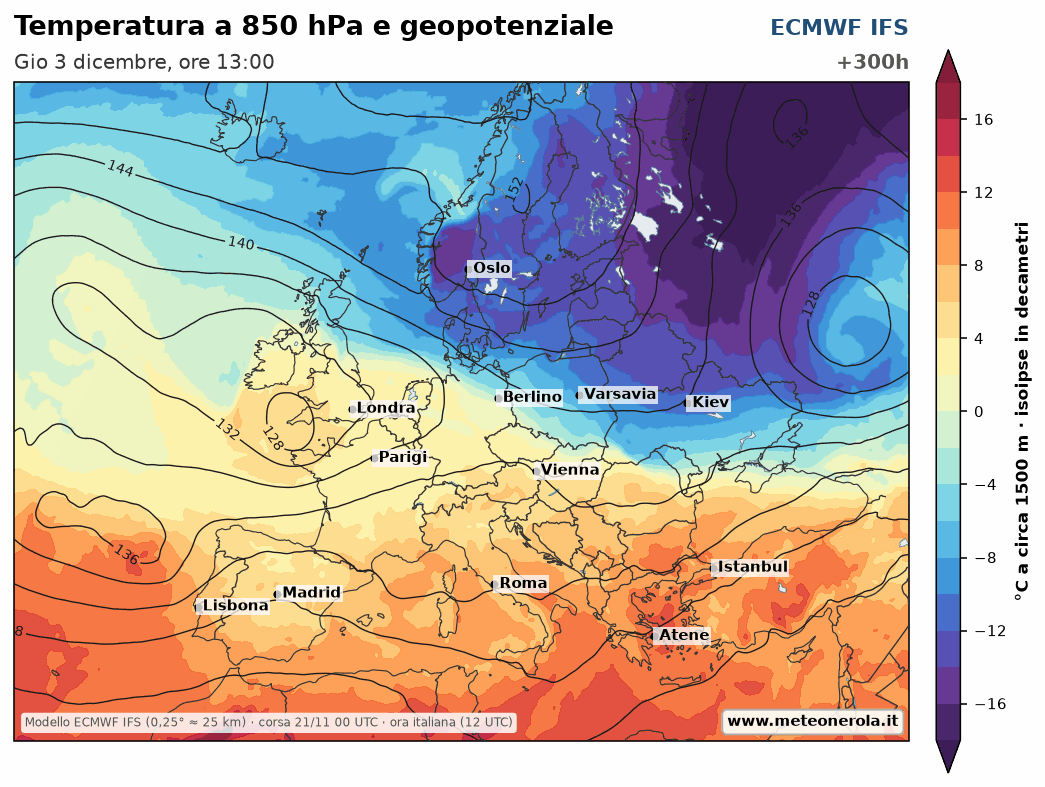 Temperatura a 850 hPa e geopotenziale
ECMWF IFS
Gio 3 dicembre, ore 13:00
+300h
136
144
152
136
140
Oslo
128
Berlino
Varsavia
Kiev
Londra
132
128
Parigi
Vienna
136
Istanbul
Roma
Madrid
Lisbona
8
Atene
Modello ECMWF IFS (0,25° ≈ 25 km) · corsa 21/11 00 UTC · ora italiana (12 UTC)
www.meteonerola.it
16
12
8
4
0
−4
−8
−12
−16
°C a circa 1500 m · isoipse in decametri